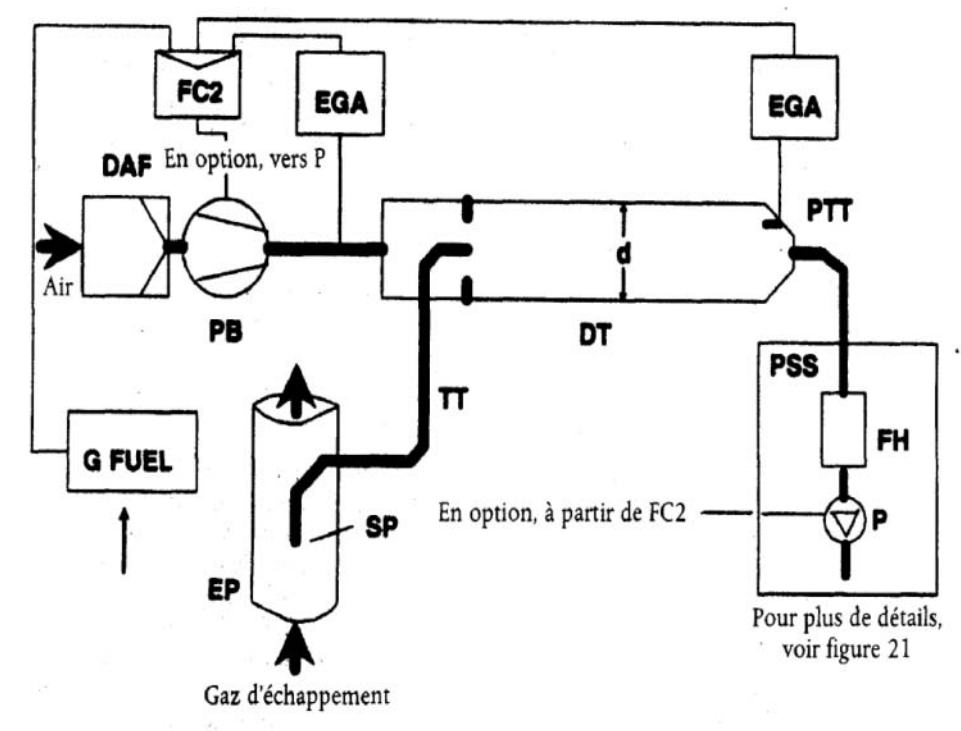 FC2
EGA
EGA
DAF
En option, vers P
PTT
d
Air
PB
DT
PSS
TT
FH
G FUEL
En option, à partir de FC2
P
SP
EP
Pour plus de détails,
voir figure 21
Gaz d'échappement